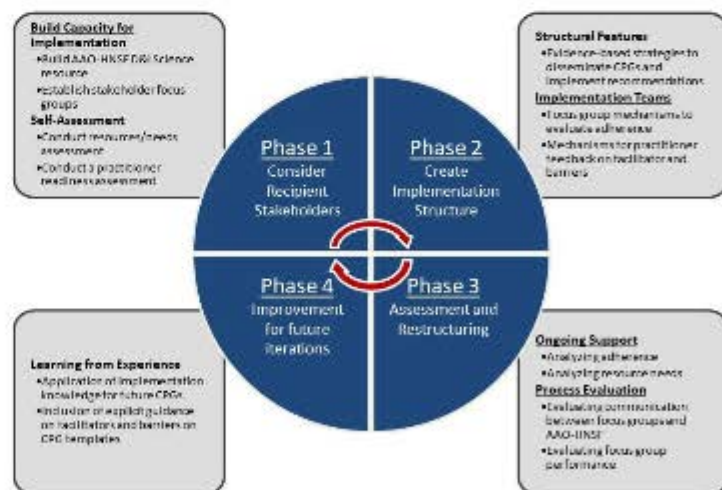 Build Capacity for
Implementation
•Build AAO-HNSF D&I Science
resource
•Establish stakeholder focus
groups
Self-Assessment
•Conduct resources/needs
assessment
•Conduct a practitioner
readiness assessment
Structural Features
•Evidence-based strategies to
disseminate CPGs and
implement recommendations
Implementation Teams
•Focus group mechanisms to
evaluate adherence
•Mechanisms for practitioner
feedback on facilitator and
barriers
Phase 1
Consider
Recipient
Stakeholders
Phase 2
Create
Implementation
Structure
Phase 4
Improvement
for future
iterations
Phase 3
Assessment and
Restructuring
Learning from Experience
•Application of implementation
knowledge for future CPGs.
•Inclusion of explicit guidance
on facilitators and barriers on
CPG templates
Ongoing Support
•Analyzing adherence
•Analyzing resource needs
Process Evaluation
•Evaluating communication
between focus groups and
AAO-HNSF
•Evaluating focus group
performance